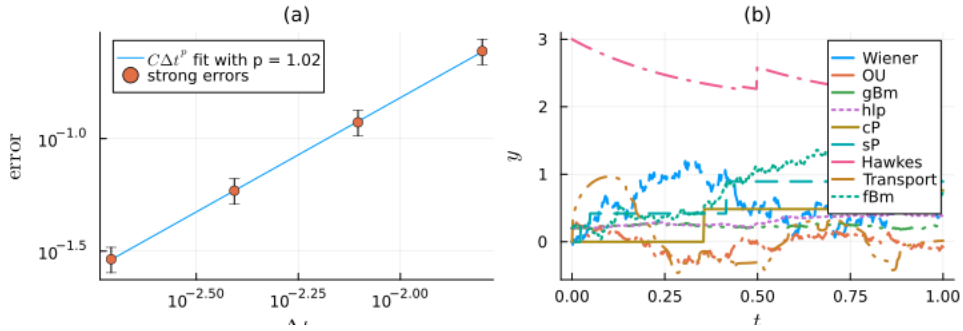 (a)
CΔt^p fit with p = 1.02
strong errors
error
10^−1.0
10^−1.5
10^−2.50
10^−2.25
10^−2.00
(b)
Wiener
OU
gBm
hlp
cP
sP
Hawkes
Transport
fBm
y
3
2
1
0
0.00
0.25
0.50
0.75
1.00
t